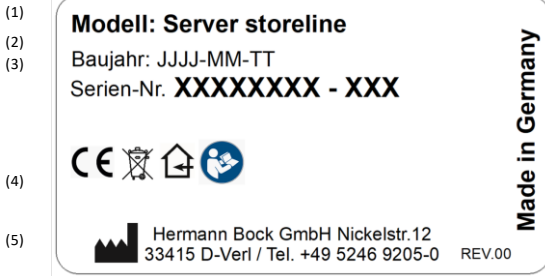 (1)
Modell: Server storeline
(2)
Baujahr: JJJJ-MM-TT
(3)
Serien-Nr. XXXXXXXX - XXX
(4)
CE
(5)
Hermann Bock GmbH Nickelstr.12
33415 D-Verl / Tel. +49 5246 9205-0
REV.00
Made in Germany